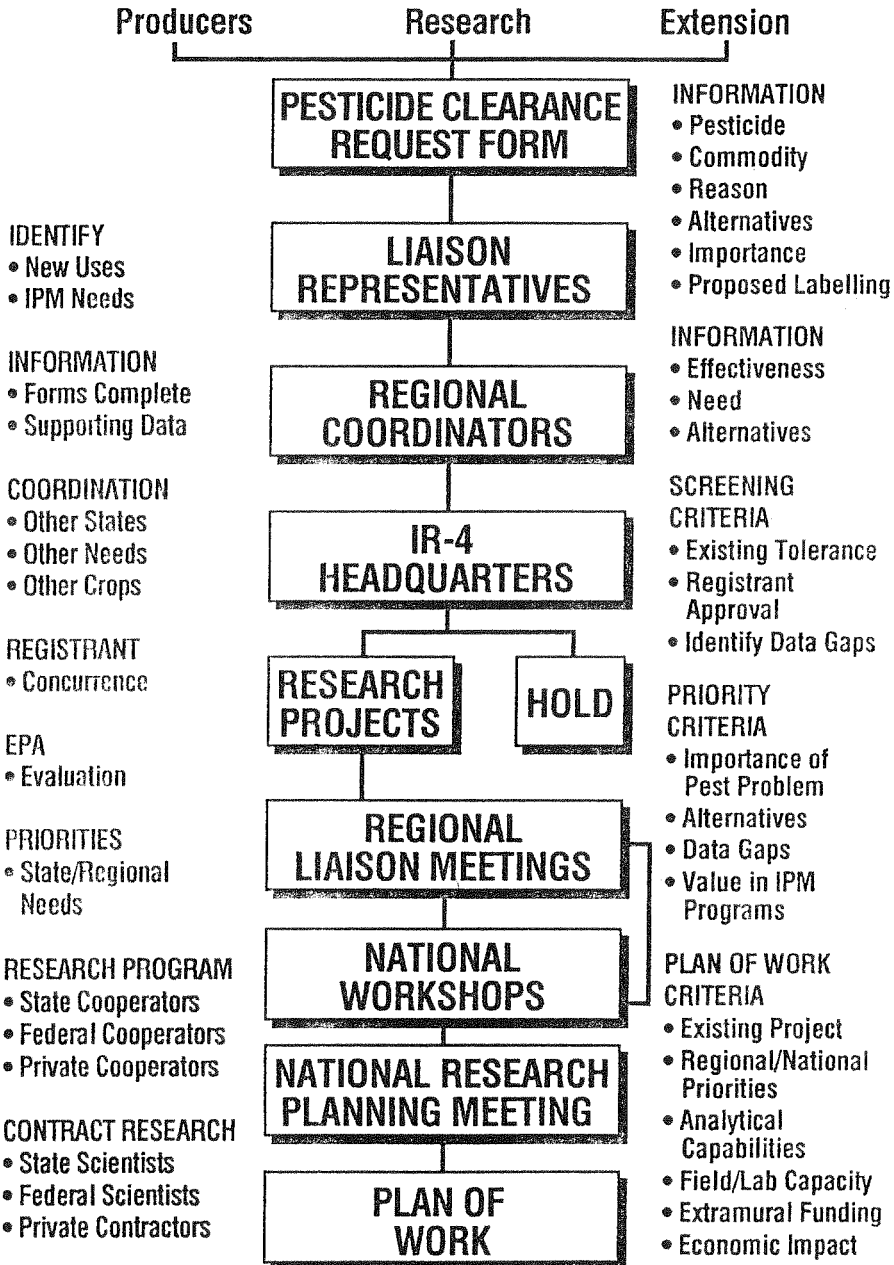 Producers Research Extension
PESTICIDE CLEARANCE
REQUEST FORM
LIAISON
REPRESENTATIVES
REGIONAL
COORDINATORS
IR-4
HEADQUARTERS
RESEARCH
PROJECTS
HOLD
REGIONAL
LIAISON MEETINGS
NATIONAL
WORKSHOPS
NATIONAL RESEARCH
PLANNING MEETING
PLAN OF
WORK
IDENTIFY
• New Uses
• IPM Needs
INFORMATION
• Forms Complete
• Supporting Data
COORDINATION
• Other States
• Other Needs
• Other Crops
REGISTRANT
• Concurrence
EPA
• Evaluation
PRIORITIES
• State/Regional
Needs
RESEARCH PROGRAM
• State Cooperators
• Federal Cooperators
• Private Cooperators
CONTRACT RESEARCH
• State Scientists
• Federal Scientists
• Private Contractors
INFORMATION
• Pesticide
• Commodity
• Reason
• Alternatives
• Importance
• Proposed Labelling
INFORMATION
• Effectiveness
• Need
• Alternatives
SCREENING
CRITERIA
• Existing Tolerance
• Registrant
Approval
• Identify Data Gaps
PRIORITY
CRITERIA
• Importance of
Pest Problem
• Alternatives
• Data Gaps
• Value in IPM
Programs
PLAN OF WORK
CRITERIA
• Existing Project
• Regional/National
Priorities
• Analytical
Capabilities
• Field/Lab Capacity
• Extramural Funding
• Economic Impact